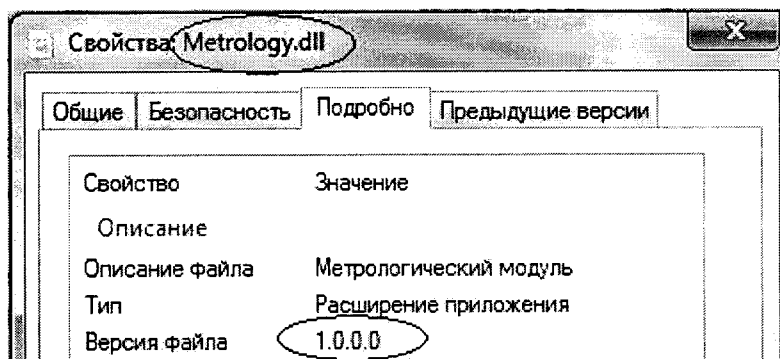 Свойства: Metrology.dll
Общие Безопасность Подробно Предыдущие версии
Свойство Значение
Описание
Описание файла Метрологический модуль
Тип Расширение приложения
Версия файла 1.0.0.0